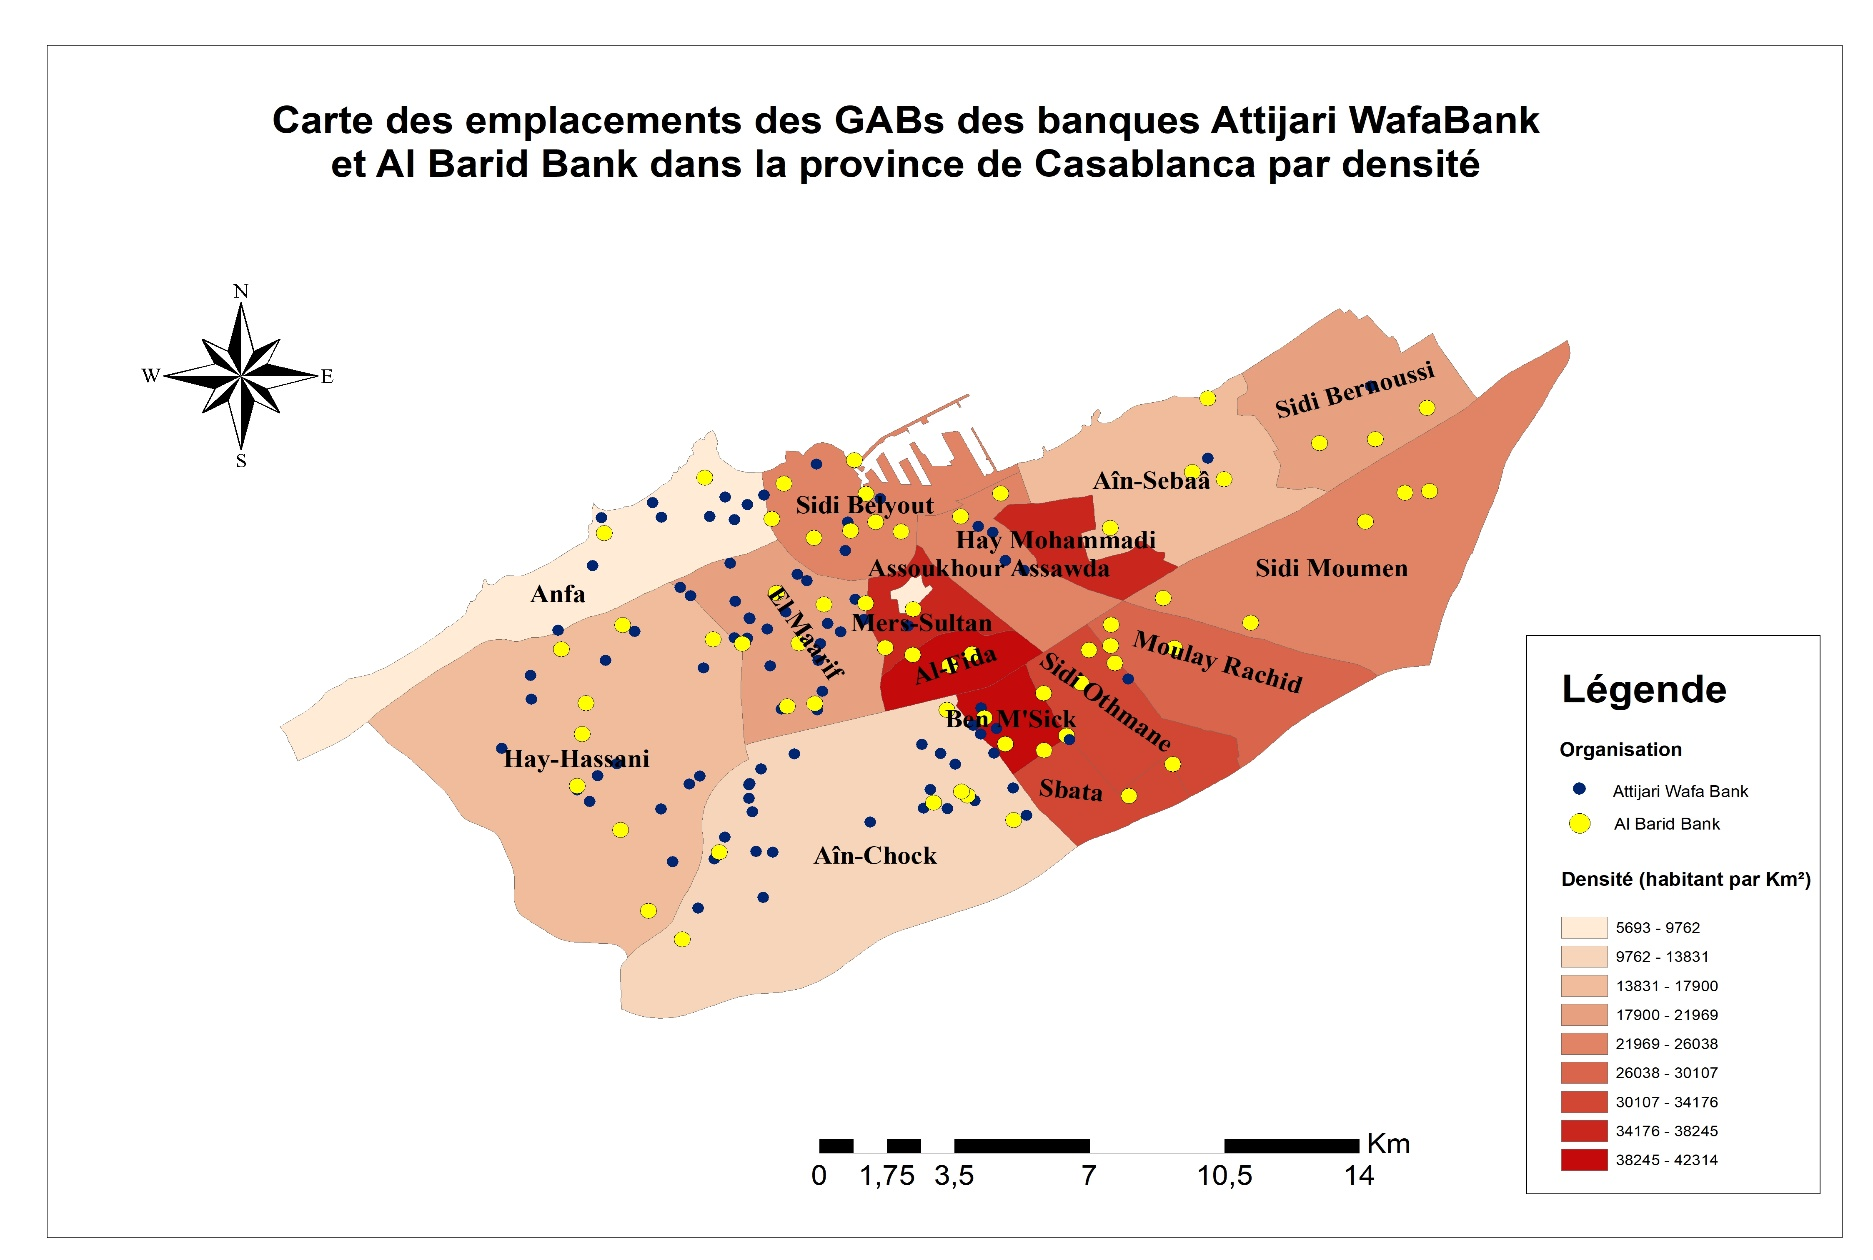 Carte des emplacements des GABs des banques Attijari WafaBank
et Al Barid Bank dans la province de Casablanca par densité
N
W
E
S
Sidi Bernoussi
Aîn-Sebaâ
Sidi Belyout
Hay Mohammadi
Assoukhour Assawda
Sidi Moumen
Anfa
El Maarif
Mers-Sultan
Al-Fida
Moulay Rachid
Sidi Othmane
Ben M'Sick
Hay-Hassani
Sbata
Aîn-Chock
Légende
Organisation
Attijari Wafa Bank
Al Barid Bank
Densité (habitant par Km²)
5693 - 9762
9762 - 13831
13831 - 17900
17900 - 21969
21969 - 26038
26038 - 30107
30107 - 34176
34176 - 38245
38245 - 42314
Km
0 1,75 3,5 7 10,5 14